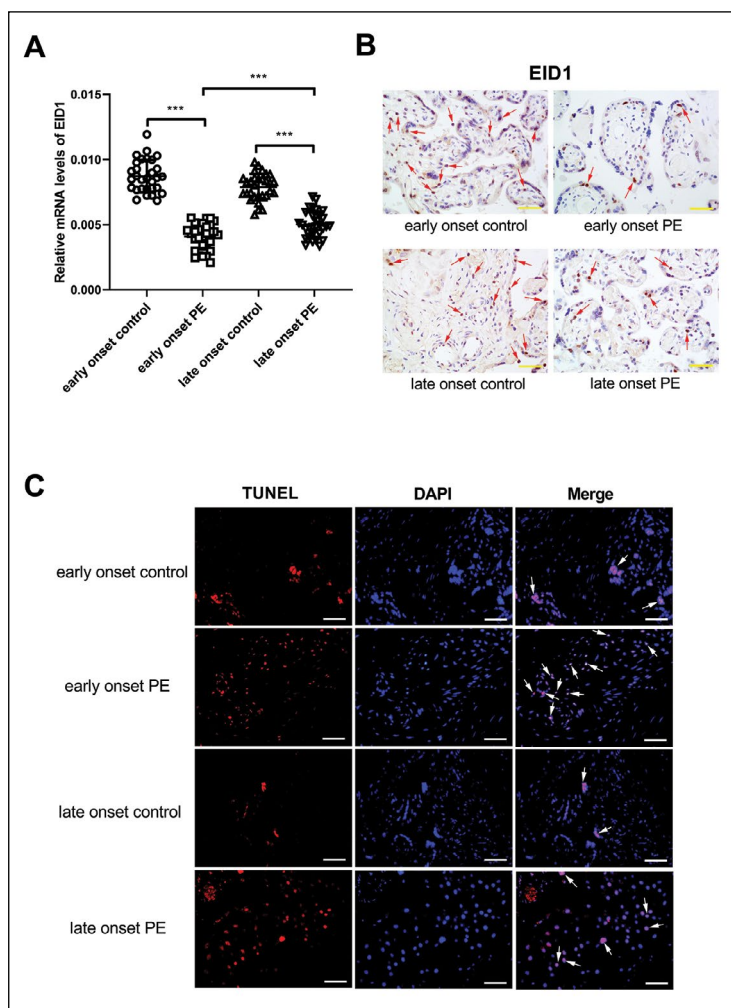 A
Relative mRNA levels of EID1
0.015
0.010
0.005
0.000
***
***
***
early onset control
early onset PE
late onset control
late onset PE
B
EID1
early onset control
early onset PE
late onset control
late onset PE
C
TUNEL
DAPI
Merge
early onset control
early onset PE
late onset control
late onset PE